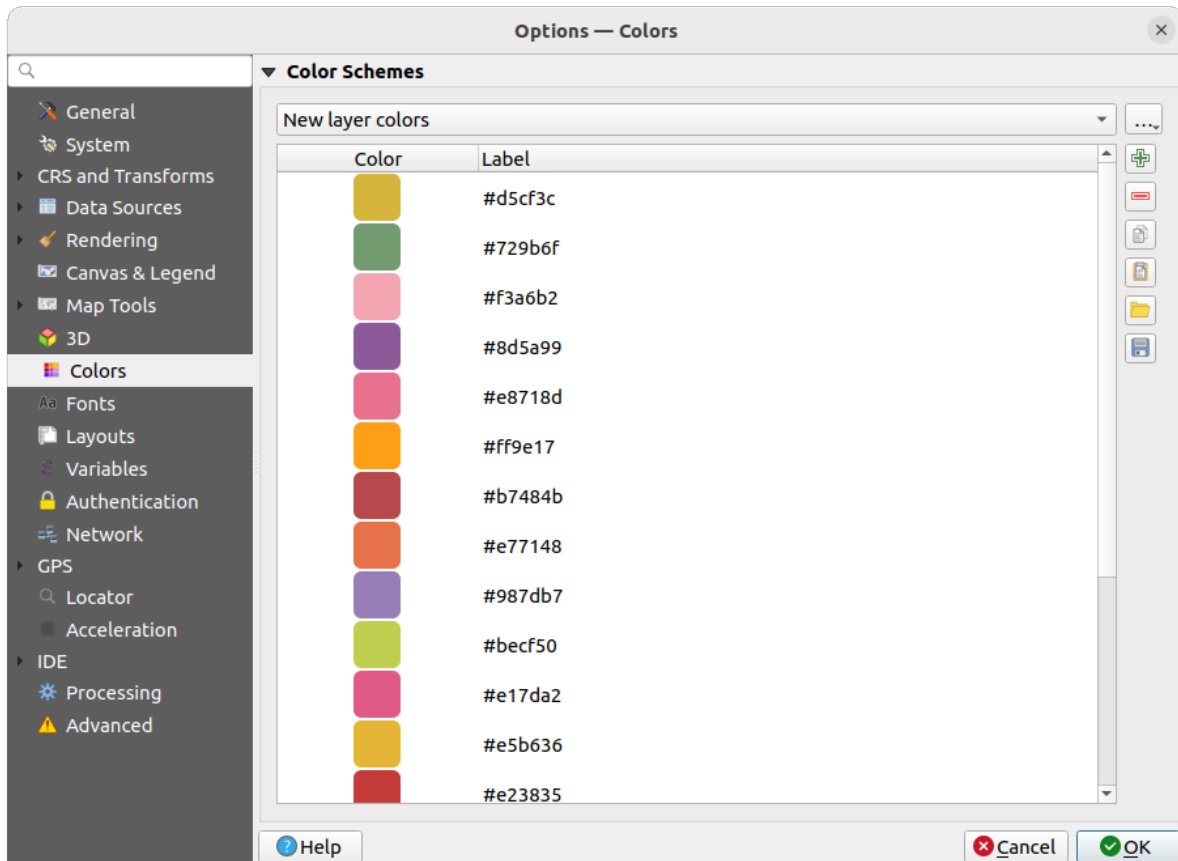 Options — Colors
Color Schemes
General
System
CRS and Transforms
Data Sources
Rendering
Canvas & Legend
Map Tools
3D
Colors
Aa Fonts
Layouts
ε Variables
Authentication
Network
GPS
Locator
Acceleration
IDE
Processing
Advanced
New layer colors
...
Color Label
#d5cf3c
#729b6f
#f3a6b2
#8d5a99
#e8718d
#ff9e17
#b7484b
#e77148
#987db7
#becf50
#e17da2
#e5b636
#e23835
? Help
Cancel
OK